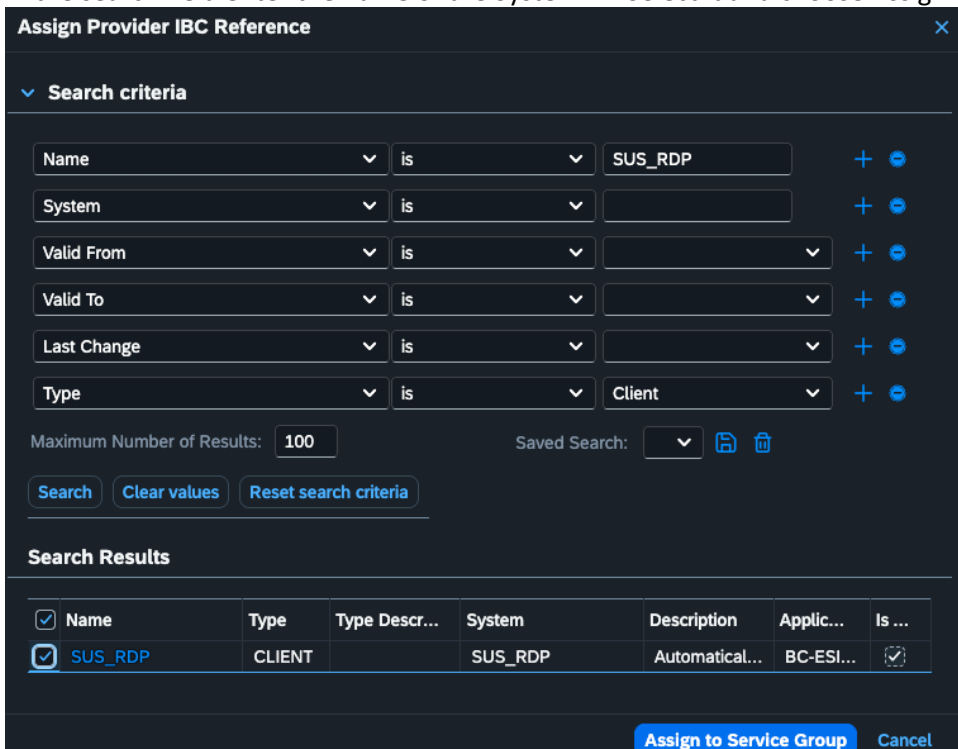 Assign Provider IBC Reference
Search criteria
Name is SUS_RDP
System is
Valid From is
Valid To is
Last Change is
Type is Client
Maximum Number of Results: 100 Saved Search:
Search Clear values Reset search criteria
Search Results
Name Type Type Descr... System Description Applic... Is ...
SUS_RDP CLIENT SUS_RDP Automatical... BC-ESI...
Assign to Service Group Cancel